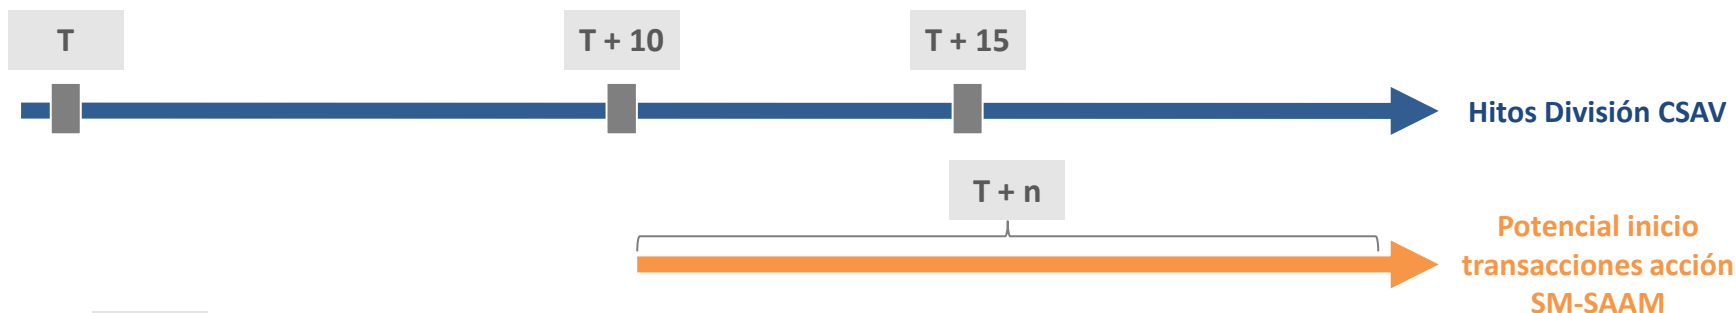 T
T + 10
T + 15
Hitos División CSAV
T + n
Potencial inicio
transacciones acción
SM-SAAM